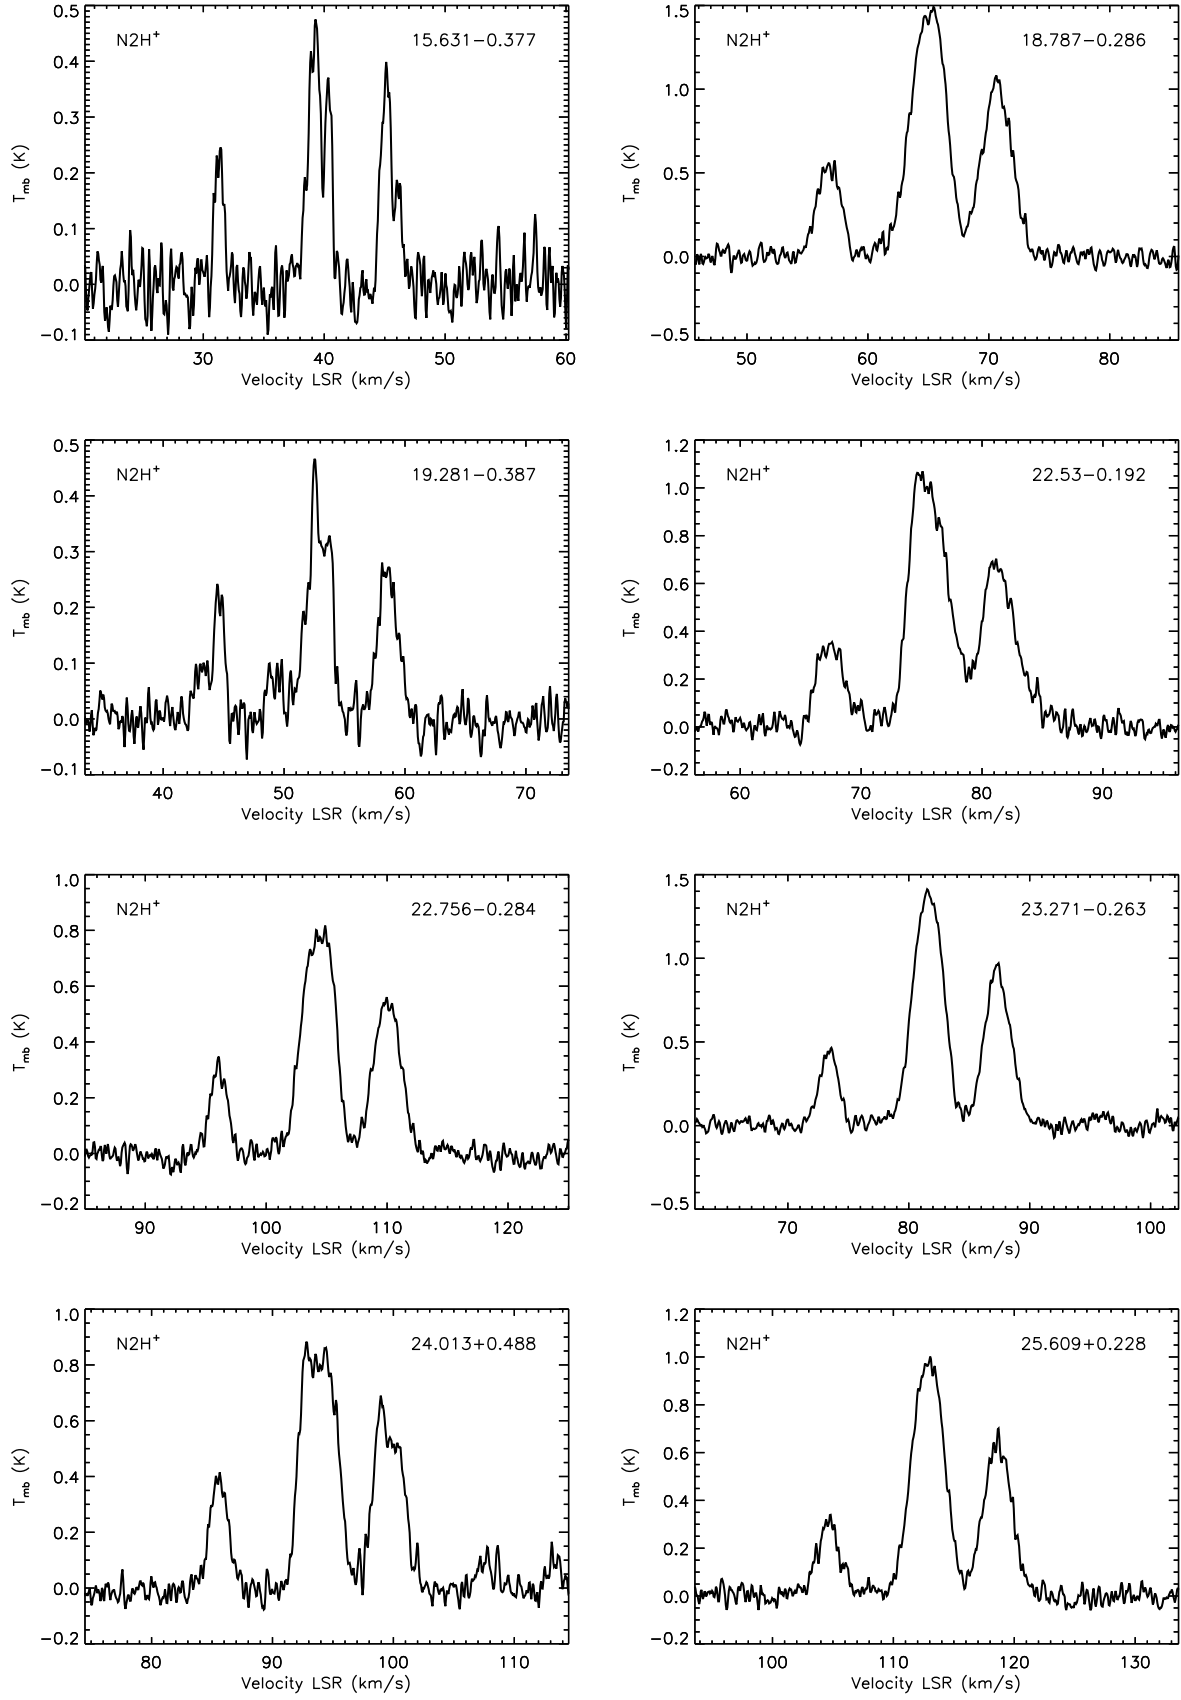 0.5
0.4
0.3
0.2
0.1
0.0
−0.1
T_mb (K)
N2H⁺
15.631−0.377
30 40 50 60
Velocity LSR (km/s)
1.5
1.0
0.5
0.0
−0.5
T_mb (K)
N2H⁺
18.787−0.286
50 60 70 80
Velocity LSR (km/s)
0.5
0.4
0.3
0.2
0.1
0.0
−0.1
T_mb (K)
N2H⁺
19.281−0.387
40 50 60 70
Velocity LSR (km/s)
1.2
1.0
0.8
0.6
0.4
0.2
0.0
−0.2
T_mb (K)
N2H⁺
22.53−0.192
60 70 80 90
Velocity LSR (km/s)
1.0
0.8
0.6
0.4
0.2
0.0
−0.2
T_mb (K)
N2H⁺
22.756−0.284
90 100 110 120
Velocity LSR (km/s)
1.5
1.0
0.5
0.0
−0.5
T_mb (K)
N2H⁺
23.271−0.263
70 80 90 100
Velocity LSR (km/s)
1.0
0.8
0.6
0.4
0.2
0.0
−0.2
T_mb (K)
N2H⁺
24.013+0.488
80 90 100 110
Velocity LSR (km/s)
1.2
1.0
0.8
0.6
0.4
0.2
0.0
−0.2
T_mb (K)
N2H⁺
25.609+0.228
100 110 120 130
Velocity LSR (km/s)